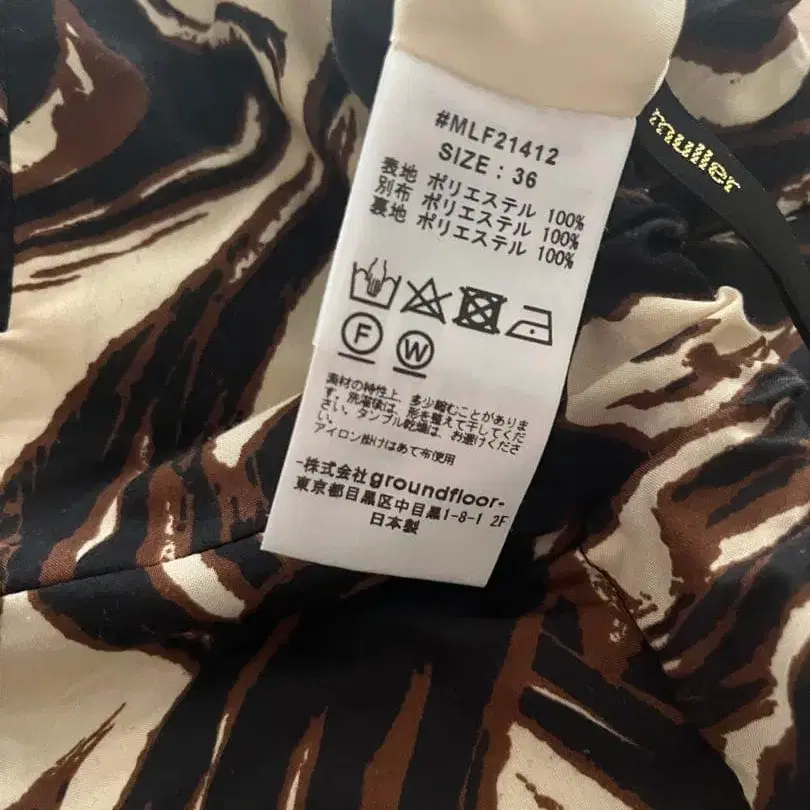 #MLF21412
SIZE : 36
表地 ポリエステル 100%
別布 ポリエステル 100%
裏地 ポリエステル 100%
F
W
素材の特性上、多少縮むことがありま
す。洗濯後は、形を整えて干してくだ
さい。タンブル乾燥は、お避けくださ
い。
アイロン掛けはあて布使用
-株式会社groundfloor-
東京都目黒区中目黒1-8-1 2F
日本製
muller